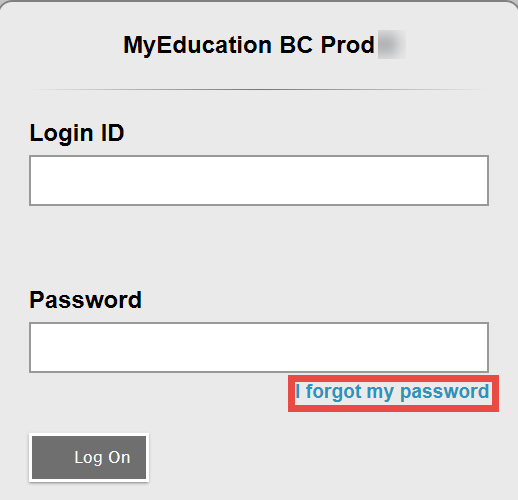 MyEducation BC Prod
Login ID
Password
I forgot my password
Log On